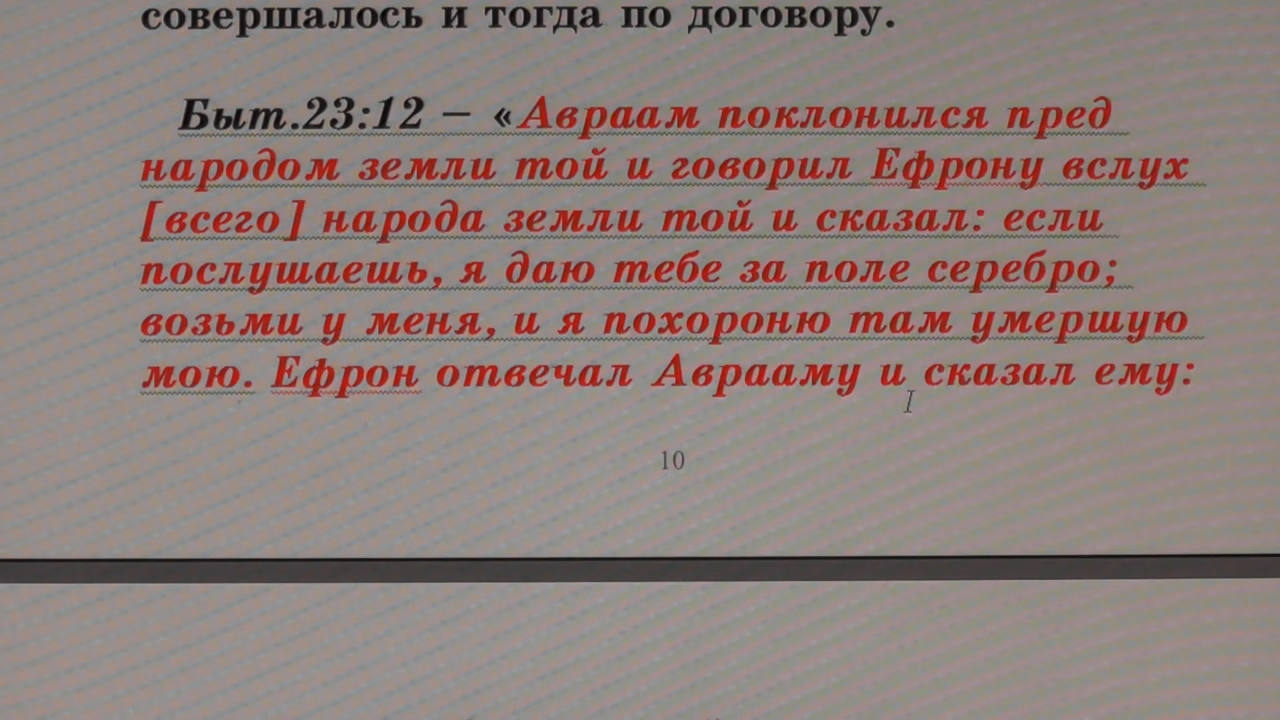 совершалось и тогда по договору.
Быт.23:12 – «Авраам поклонился пред
народом земли той и говорил Ефрону вслух
[всего] народа земли той и сказал: если
послушаешь, я даю тебе за поле серебро;
возьми у меня, и я похороню там умершую
мою. Ефрон отвечал Аврааму и сказал ему:
10